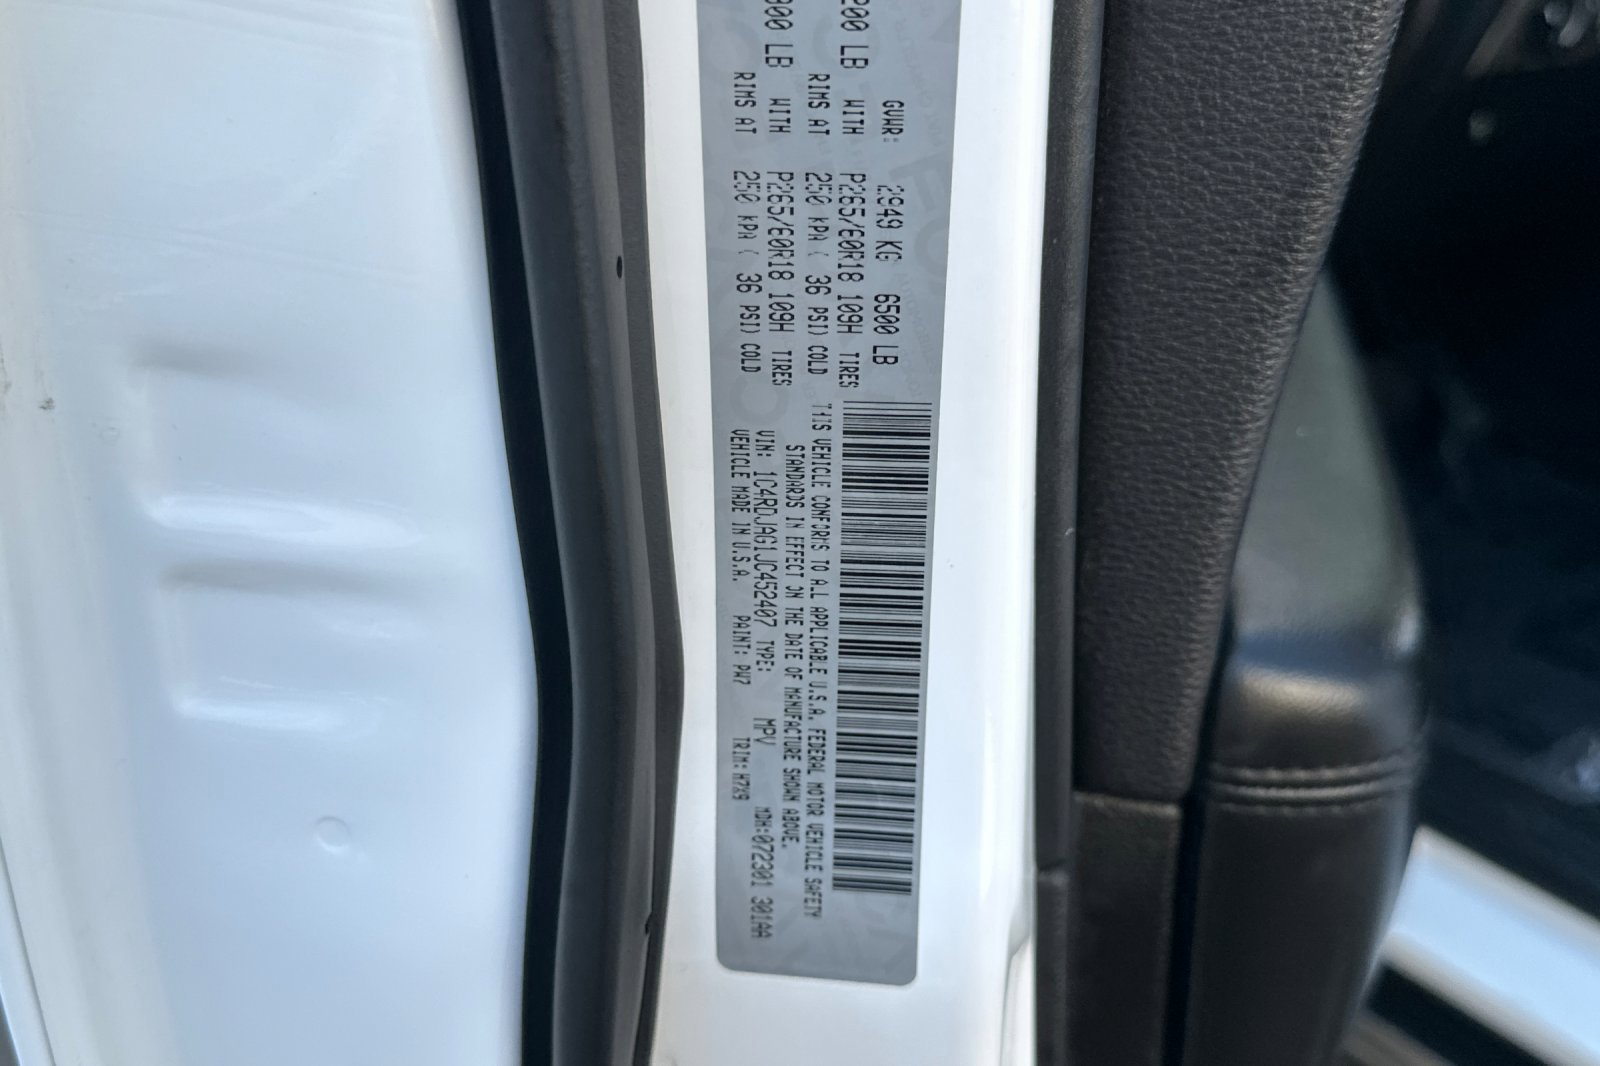 GVWR: 2949 KG 6500 LB
200 LB WITH P265/60R18 109H TIRES
RIMS AT 250 KPA ( 36 PSI) COLD
LB WITH P265/60R18 109H TIRES
RIMS AT 250 KPA ( 36 PSI) COLD
THIS VEHICLE CONFORMS TO ALL APPLICABLE U.S.A. FEDERAL MOTOR VEHICLE SAFETY
STANDARDS IN EFFECT ON THE DATE OF MANUFACTURE SHOWN ABOVE.
VIN: 1C4RDJAG1JC452407 TYPE: MPV MDH:072301 301AA
VEHICLE MADE IN U.S.A. PAINT: PW7 TRIM: H7X9